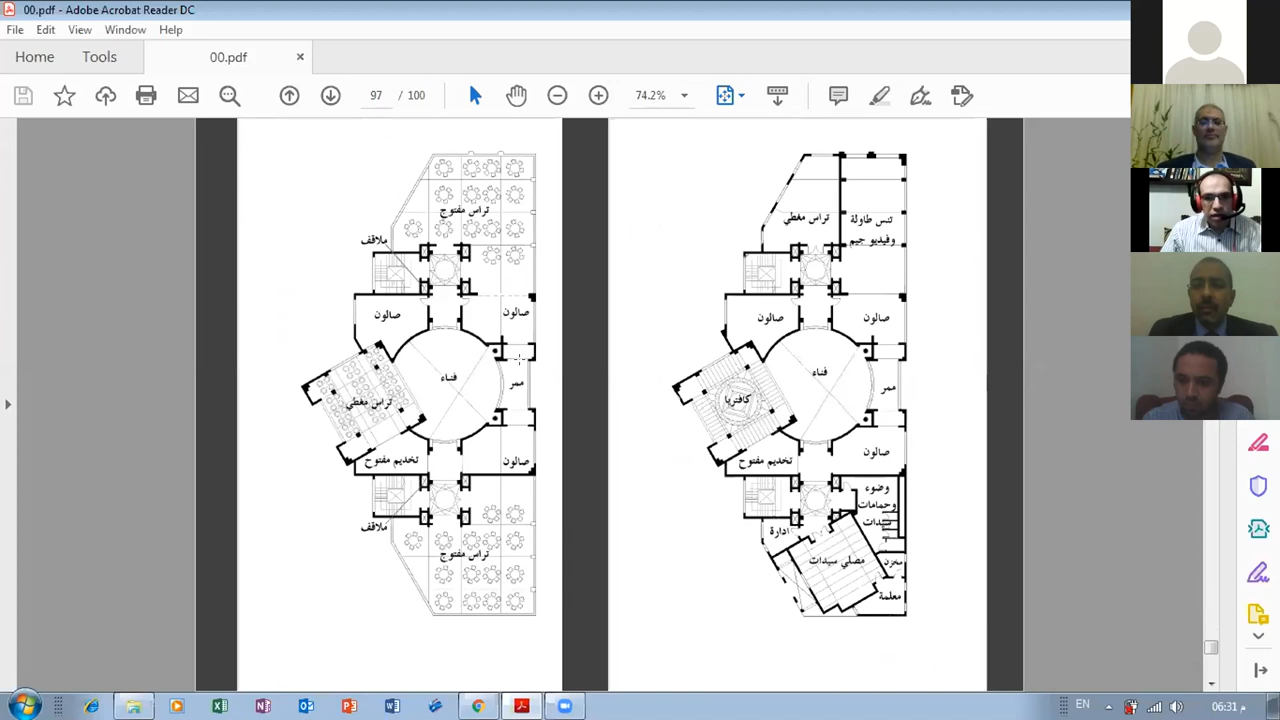 00.pdf - Adobe Acrobat Reader DC
File Edit View Window Help
Home Tools 00.pdf ×
97 / 100 74.2%
تراس مفتوح
ملاقف
صالون
صالون
فناء
ممر
تراس مغطي
تخديم مفتوح
صالون
ملاقف
تراس مفتوح
تراس مغطي
تنس طاولة
وفيديو جيم
صالون
صالون
فناء
ممر
كافتريا
تخديم مفتوح
صالون
وضوء
وحمامات
سيدات
ادارة
مصلي سيدات
مخزن
معلمة
EN
06:31 م